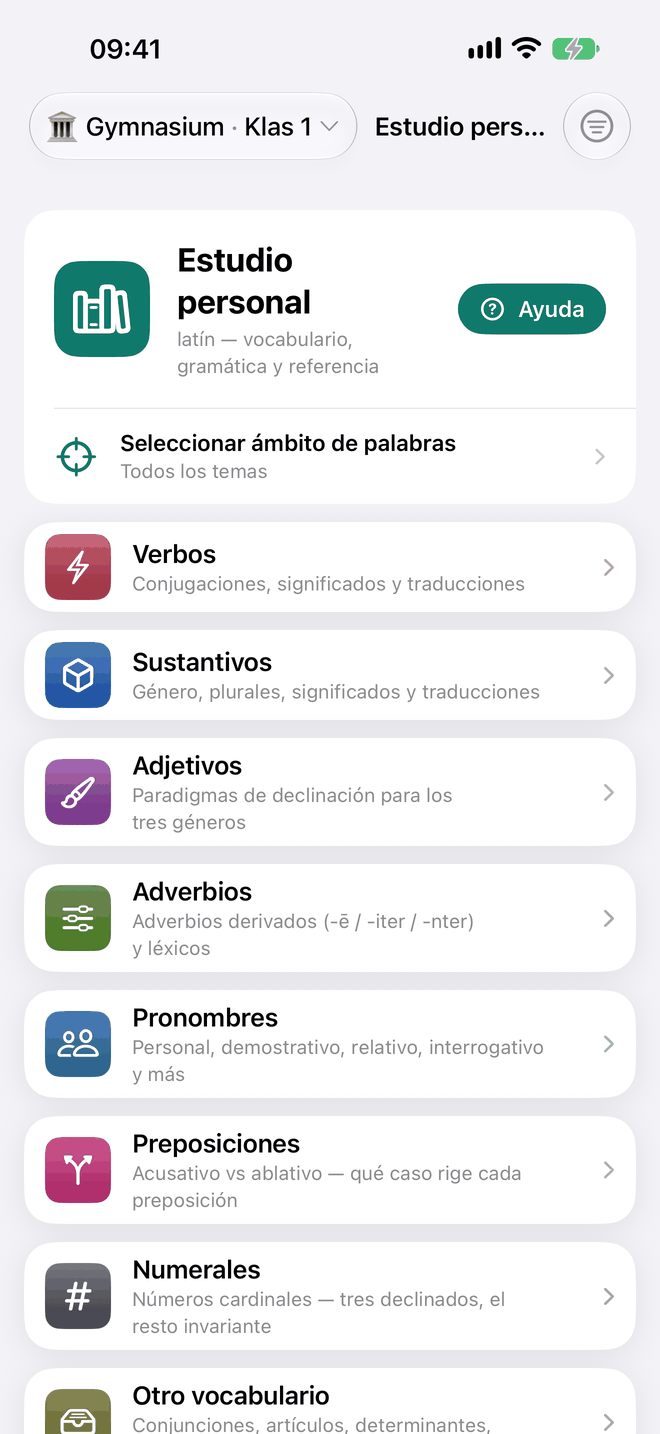 09:41
Gymnasium · Klas 1
Estudio pers...
Estudio
personal
latín — vocabulario,
gramática y referencia
Ayuda
Seleccionar ámbito de palabras
Todos los temas
Verbos
Conjugaciones, significados y traducciones
Sustantivos
Género, plurales, significados y traducciones
Adjetivos
Paradigmas de declinación para los
tres géneros
Adverbios
Adverbios derivados (-ē / -iter / -nter)
y léxicos
Pronombres
Personal, demostrativo, relativo, interrogativo
y más
Preposiciones
Acusativo vs ablativo — qué caso rige cada
preposición
Numerales
Números cardinales — tres declinados, el
resto invariante
Otro vocabulario
Conjunciones, artículos, determinantes,